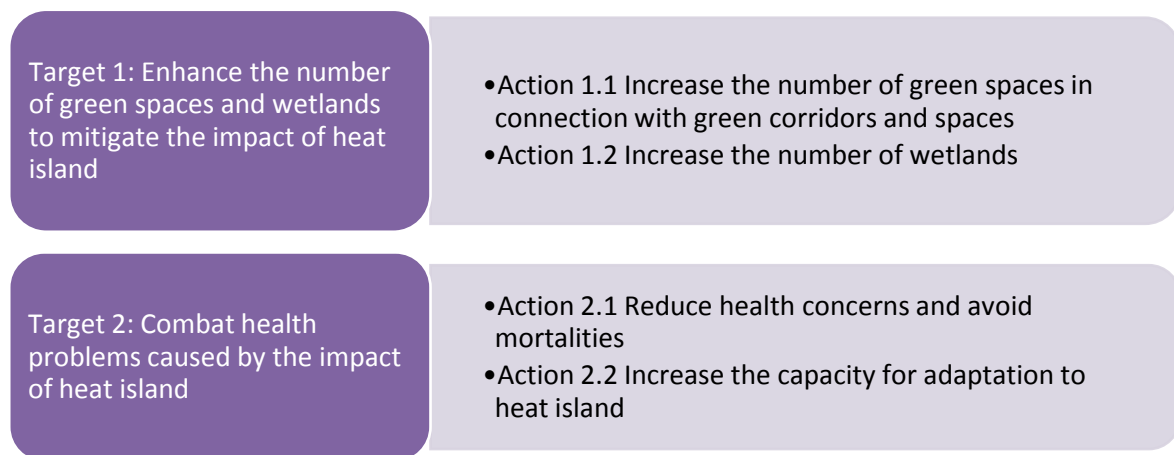 Target 1: Enhance the number
of green spaces and wetlands
to mitigate the impact of heat
island
•Action 1.1 Increase the number of green spaces in
connection with green corridors and spaces
•Action 1.2 Increase the number of wetlands
Target 2: Combat health
problems caused by the impact
of heat island
•Action 2.1 Reduce health concerns and avoid
mortalities
•Action 2.2 Increase the capacity for adaptation to
heat island